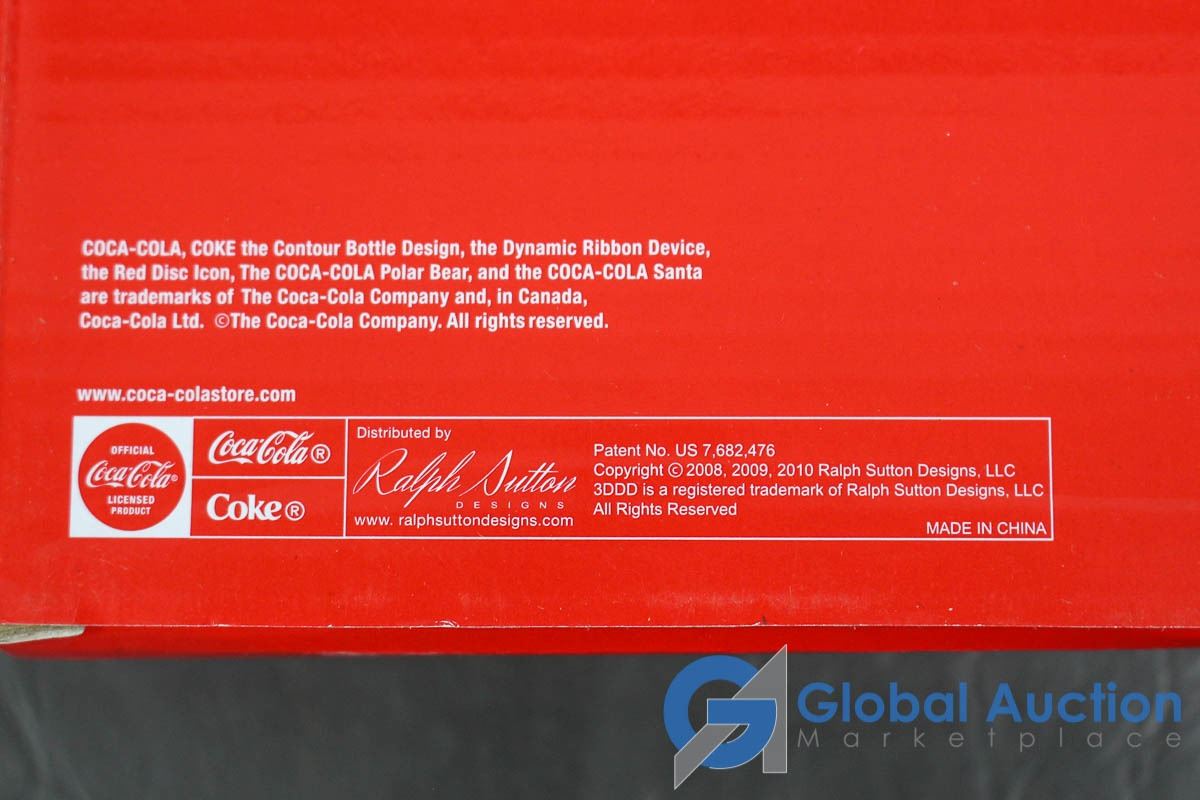 COCA-COLA, COKE the Contour Bottle Design, the Dynamic Ribbon Device,
the Red Disc Icon, The COCA-COLA Polar Bear, and the COCA-COLA Santa
are trademarks of The Coca-Cola Company and, in Canada,
Coca-Cola Ltd. ©The Coca-Cola Company. All rights reserved.
www.coca-colastore.com
OFFICIAL
Coca-Cola®
LICENSED
PRODUCT
Coca-Cola®
Coke®
Distributed by
Ralph Sutton
DESIGNS
www. ralphsuttondesigns.com
Patent No. US 7,682,476
Copyright © 2008, 2009, 2010 Ralph Sutton Designs, LLC
3DDD is a registered trademark of Ralph Sutton Designs, LLC
All Rights Reserved
MADE IN CHINA
GA Global Auction
Marketplace